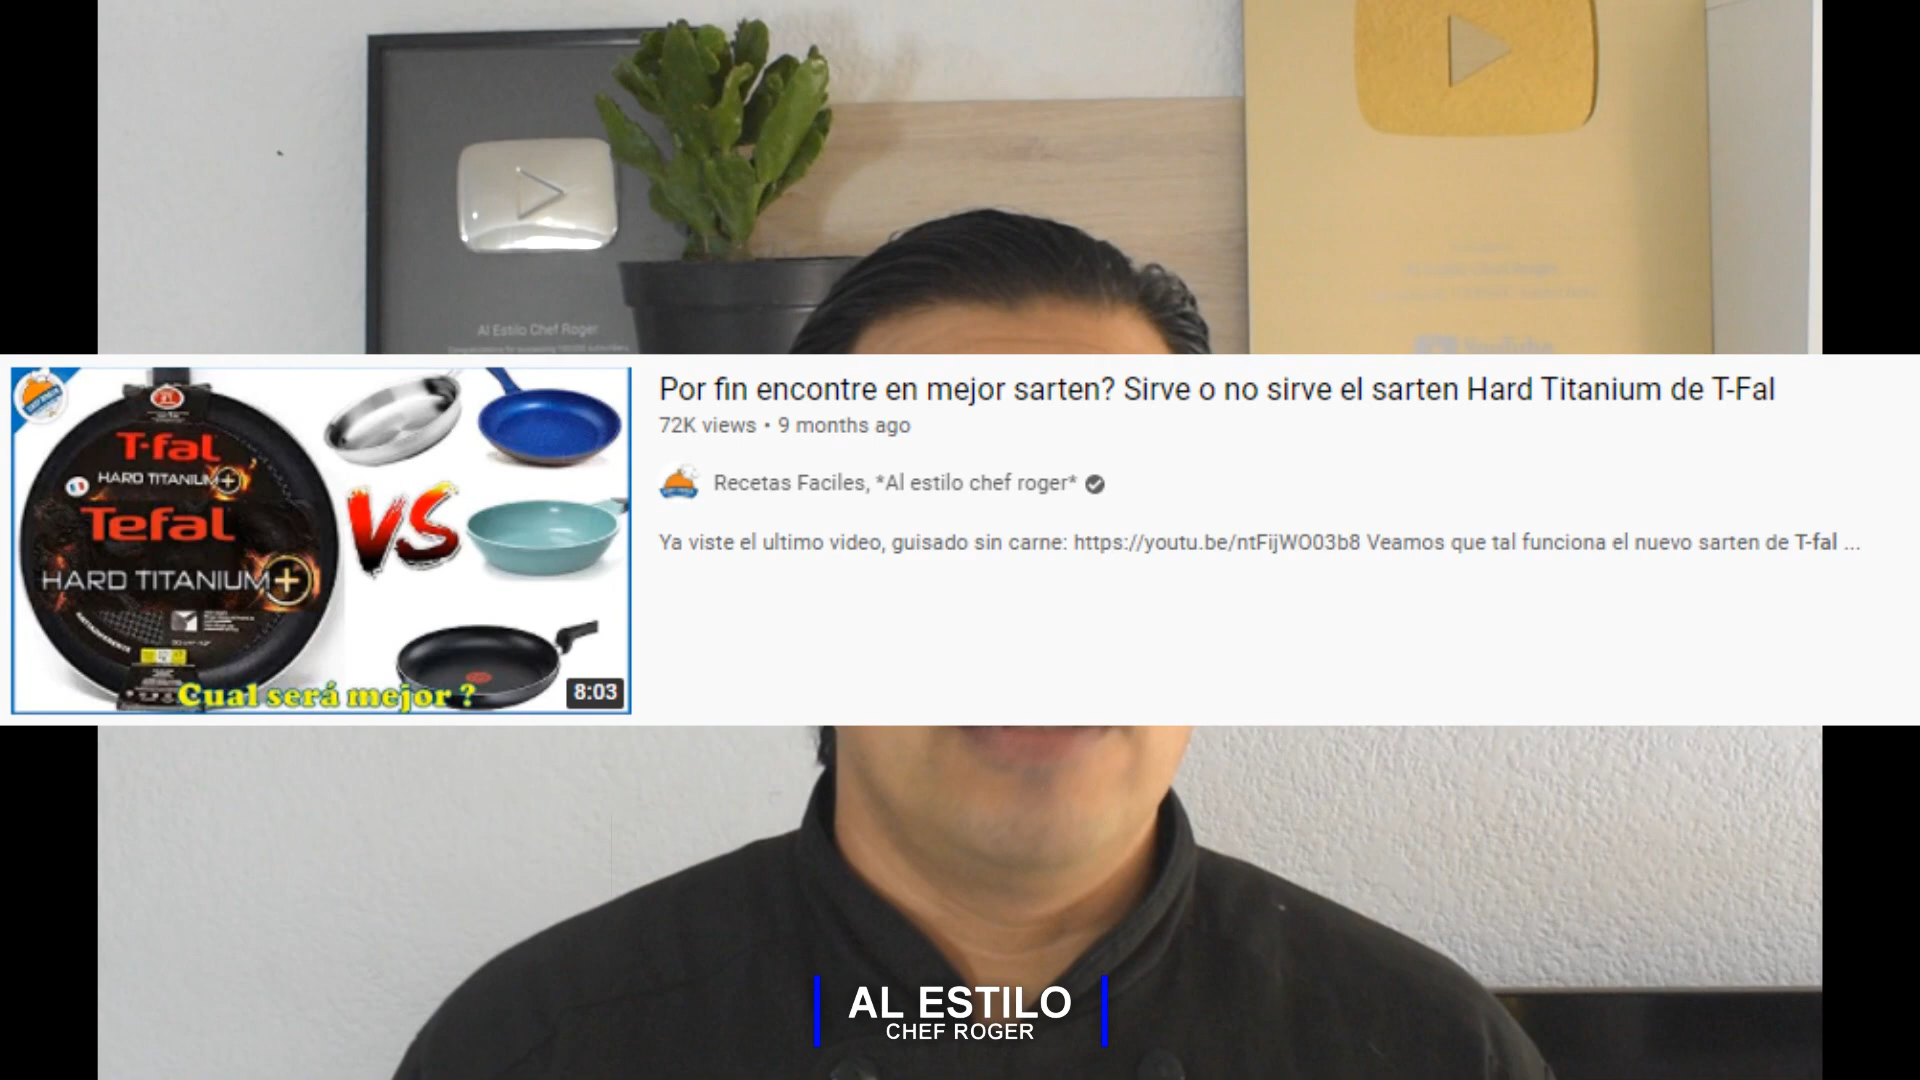 Al Estilo Chef Roger
YouTube
T-fal
HARD TITANIUM+
Tefal
HARD TITANIUM+
VS
Cual será mejor ?
8:03
Por fin encontre en mejor sarten? Sirve o no sirve el sarten Hard Titanium de T-Fal
72K views • 9 months ago
Recetas Faciles, *Al estilo chef roger*
Ya viste el ultimo video, guisado sin carne: https://youtu.be/ntFijWO03b8 Veamos que tal funciona el nuevo sarten de T-fal ...
AL ESTILO
CHEF ROGER